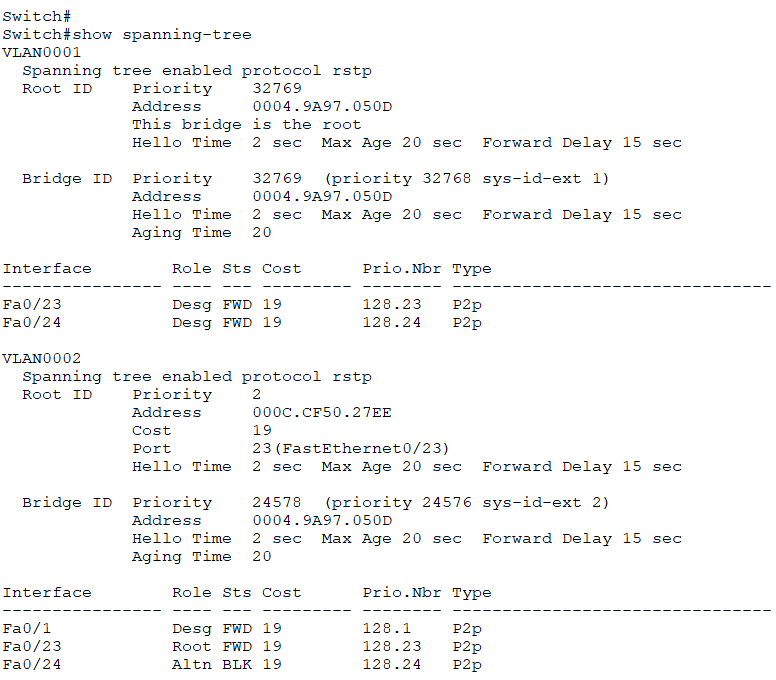 Switch#
Switch#show spanning-tree
VLAN0001
  Spanning tree enabled protocol rstp
  Root ID    Priority    32769
             Address     0004.9A97.050D
             This bridge is the root
             Hello Time  2 sec  Max Age 20 sec  Forward Delay 15 sec

  Bridge ID  Priority    32769  (priority 32768 sys-id-ext 1)
             Address     0004.9A97.050D
             Hello Time  2 sec  Max Age 20 sec  Forward Delay 15 sec
             Aging Time  20

Interface        Role Sts Cost      Prio.Nbr Type
---------------- ---- --- --------- -------- --------------------------------
Fa0/23           Desg FWD 19        128.23   P2p
Fa0/24           Desg FWD 19        128.24   P2p

VLAN0002
  Spanning tree enabled protocol rstp
  Root ID    Priority    2
             Address     000C.CF50.27EE
             Cost        19
             Port        23(FastEthernet0/23)
             Hello Time  2 sec  Max Age 20 sec  Forward Delay 15 sec

  Bridge ID  Priority    24578  (priority 24576 sys-id-ext 2)
             Address     0004.9A97.050D
             Hello Time  2 sec  Max Age 20 sec  Forward Delay 15 sec
             Aging Time  20

Interface        Role Sts Cost      Prio.Nbr Type
---------------- ---- --- --------- -------- --------------------------------
Fa0/1            Desg FWD 19        128.1    P2p
Fa0/23           Root FWD 19        128.23   P2p
Fa0/24           Altn BLK 19        128.24   P2p